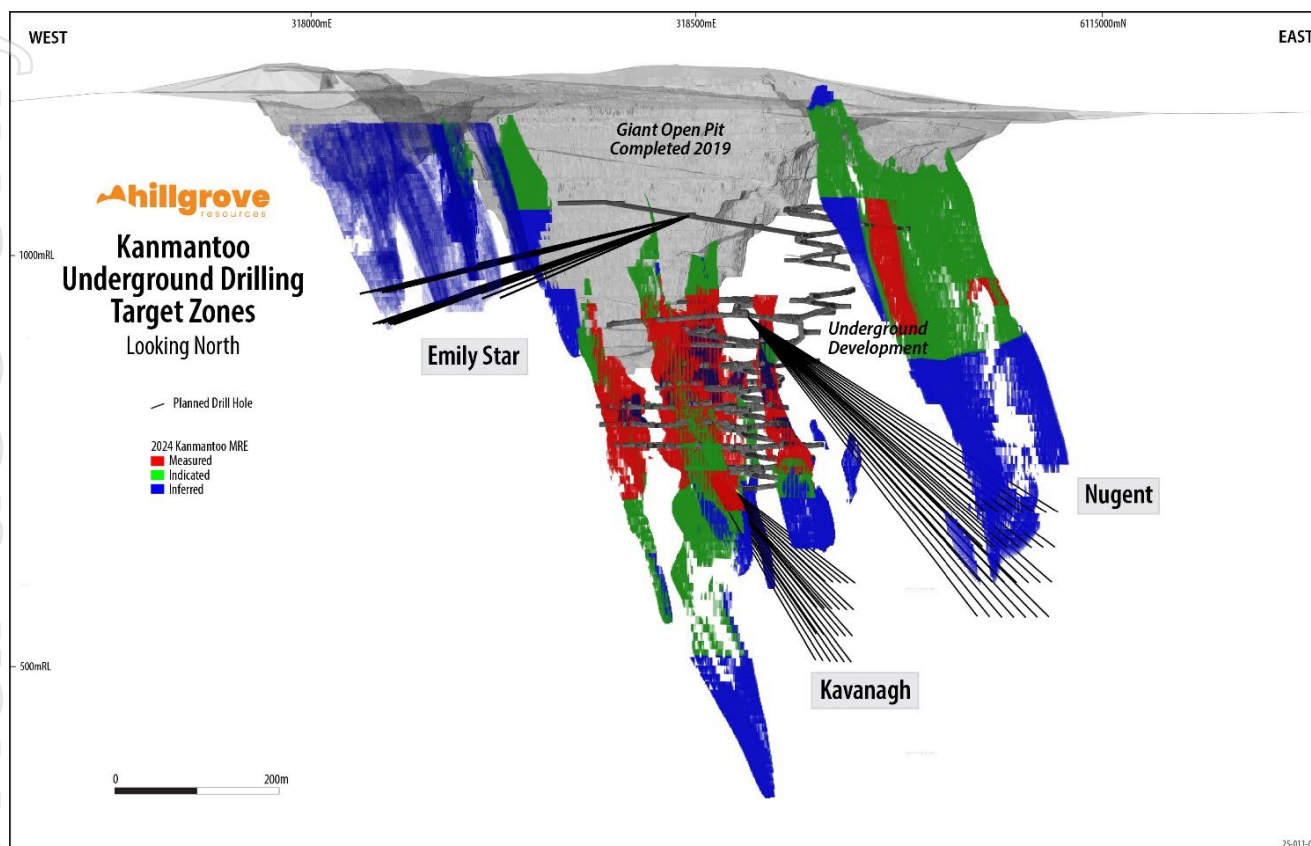 318000mE
318500mE
6115000mN
WEST
EAST
Giant Open Pit
Completed 2019
hillgrove
resources
Kanmantoo
Underground Drilling
Target Zones
Looking North
1000mRL
Underground
Development
Emily Star
Planned Drill Hole
2024 Kanmantoo MRE
Measured
Indicated
Inferred
Nugent
500mRL
Kavanagh
0 200m